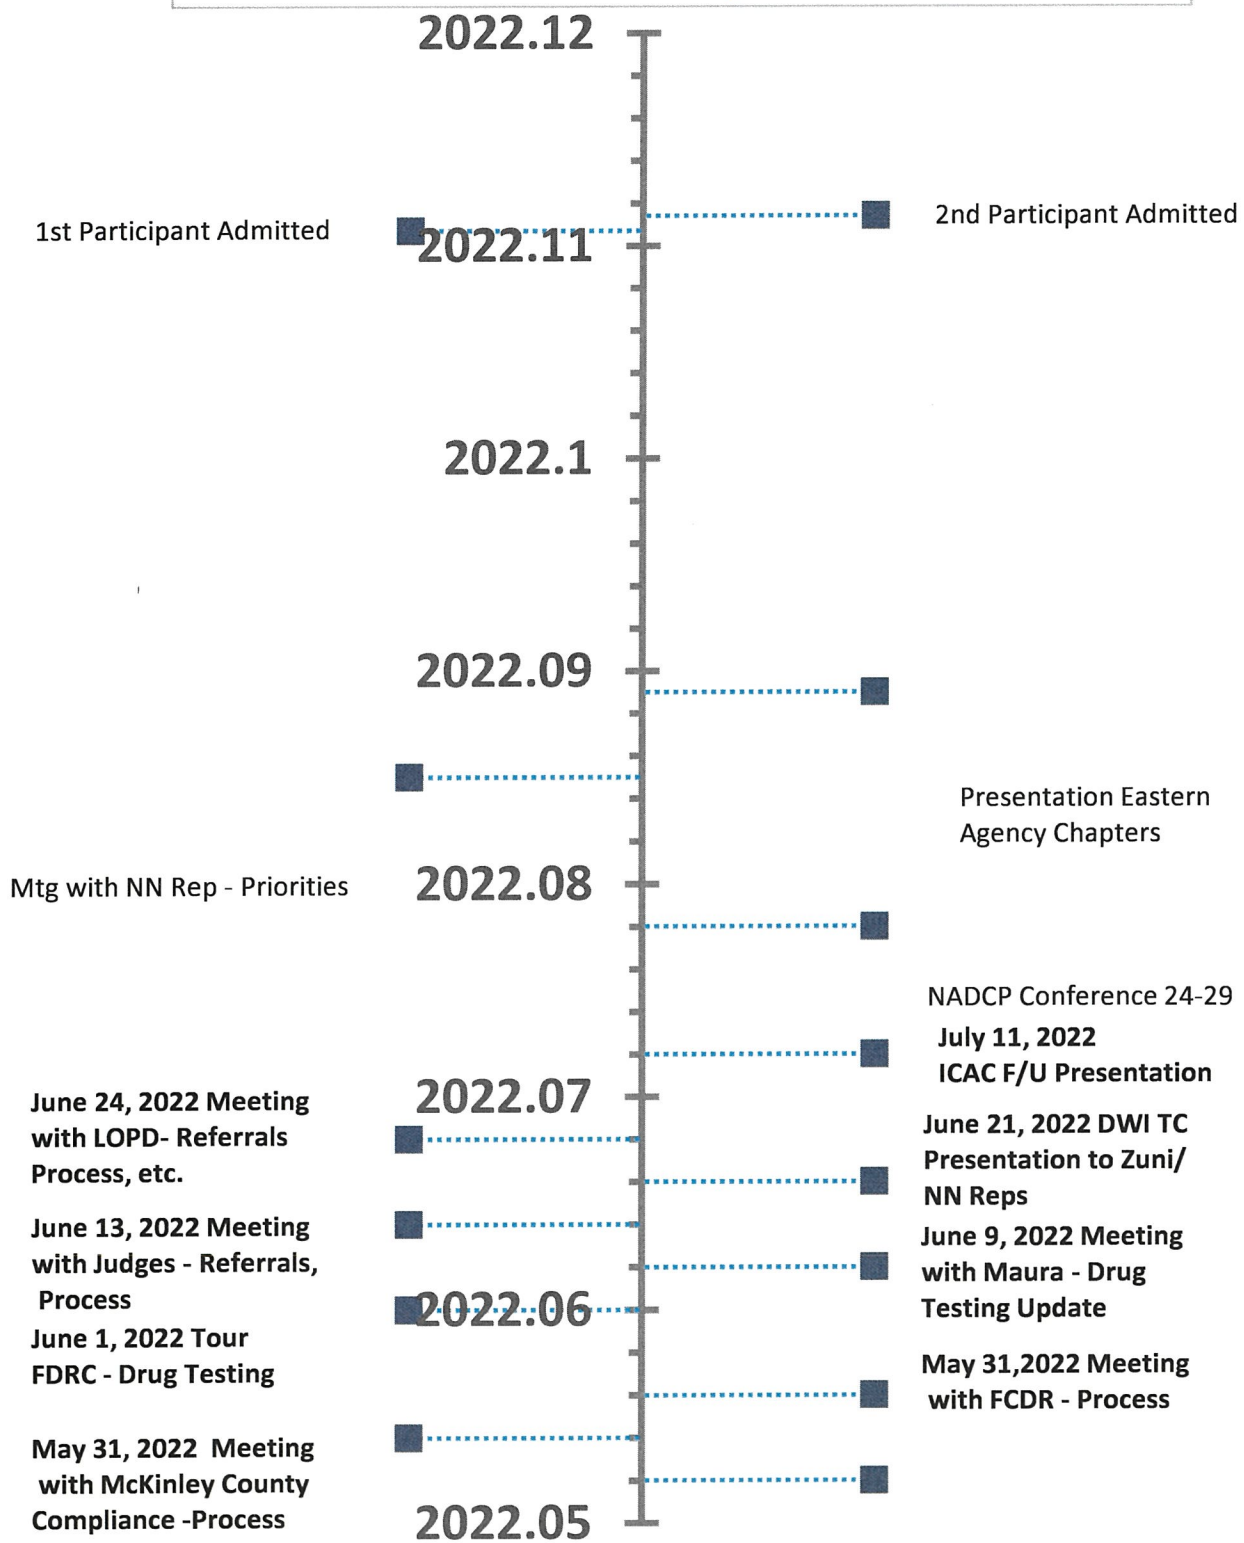 2022.12
1st Participant Admitted
2nd Participant Admitted
2022.11
2022.1
2022.09
Presentation Eastern
Agency Chapters
Mtg with NN Rep - Priorities
2022.08
NADCP Conference 24-29
July 11, 2022
ICAC F/U Presentation
2022.07
June 24, 2022 Meeting
with LOPD- Referrals
Process, etc.
June 21, 2022 DWI TC
Presentation to Zuni/
NN Reps
June 13, 2022 Meeting
with Judges - Referrals,
Process
June 9, 2022 Meeting
with Maura - Drug
Testing Update
2022.06
June 1, 2022 Tour
FDRC - Drug Testing
May 31,2022 Meeting
with FCDR - Process
May 31, 2022  Meeting
with McKinley County
Compliance -Process
2022.05